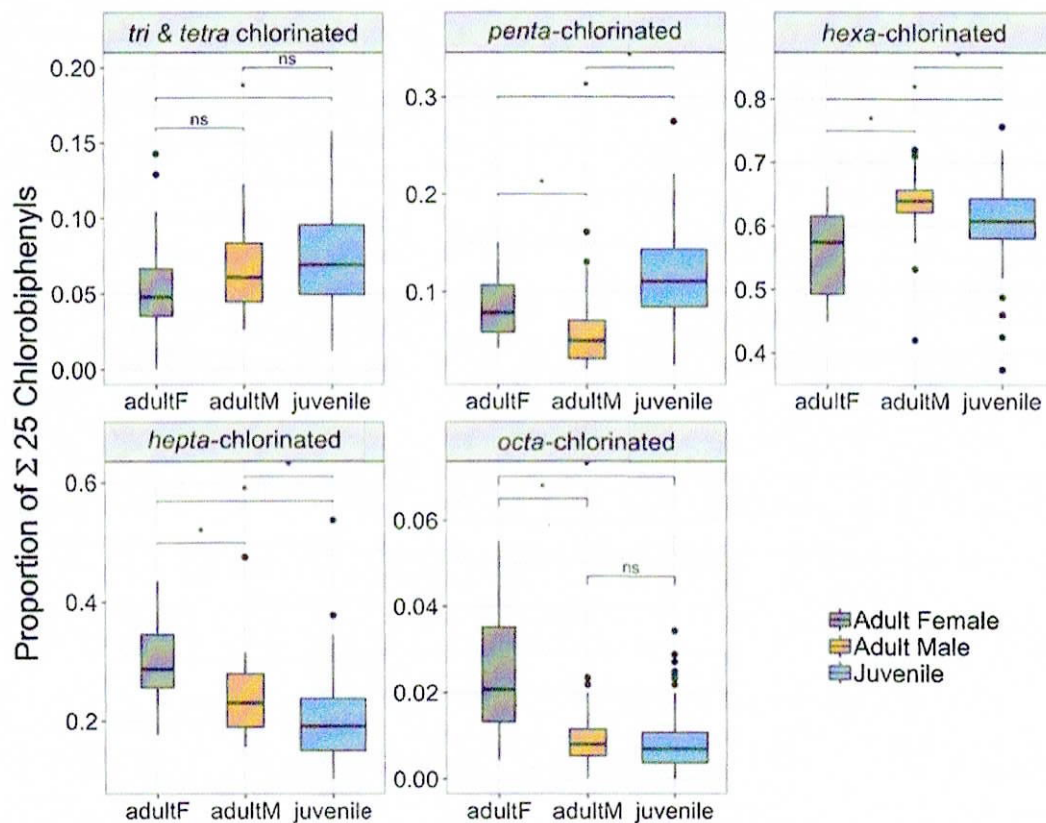 tri & tetra chlorinated
penta-chlorinated
hexa-chlorinated
ns
*
ns
0.20
0.15
0.10
0.05
0.00
adultF adultM juvenile
*
*
*
0.3
0.2
0.1
adultF adultM juvenile
*
*
*
0.8
0.7
0.6
0.5
0.4
adultF adultM juvenile
Proportion of Σ 25 Chlorobiphenyls
hepta-chlorinated
octa-chlorinated
*
*
*
0.6
0.4
0.2
adultF adultM juvenile
*
*
ns
0.06
0.04
0.02
0.00
adultF adultM juvenile
Adult Female
Adult Male
Juvenile